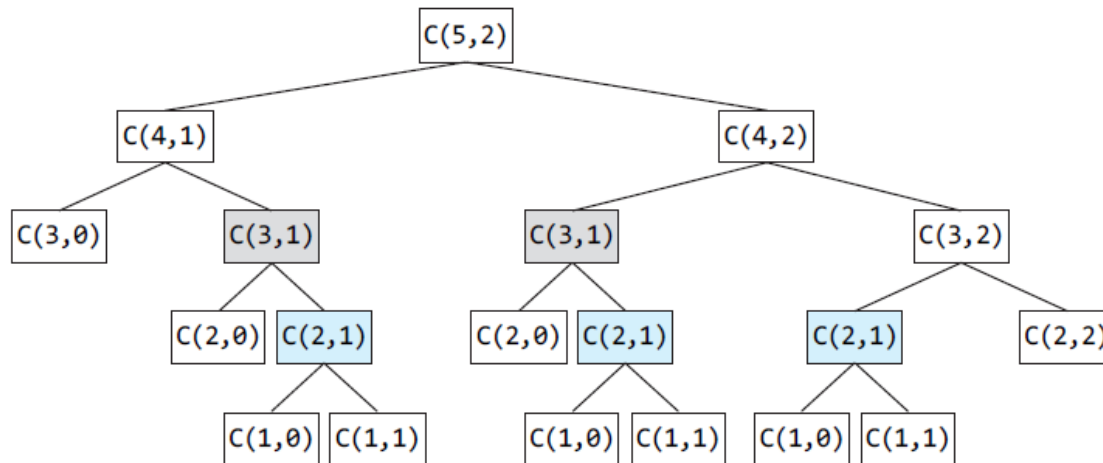 C(5,2)
C(4,1) C(4,2)
C(3,0) C(3,1) C(3,1) C(3,2)
C(2,0) C(2,1) C(2,0) C(2,1) C(2,1) C(2,2)
C(1,0) C(1,1) C(1,0) C(1,1) C(1,0) C(1,1)